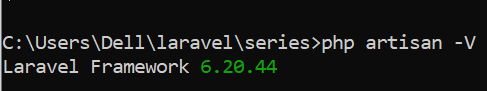 C:\Users\Dell\laravel\series>php artisan -V
Laravel Framework 6.20.44